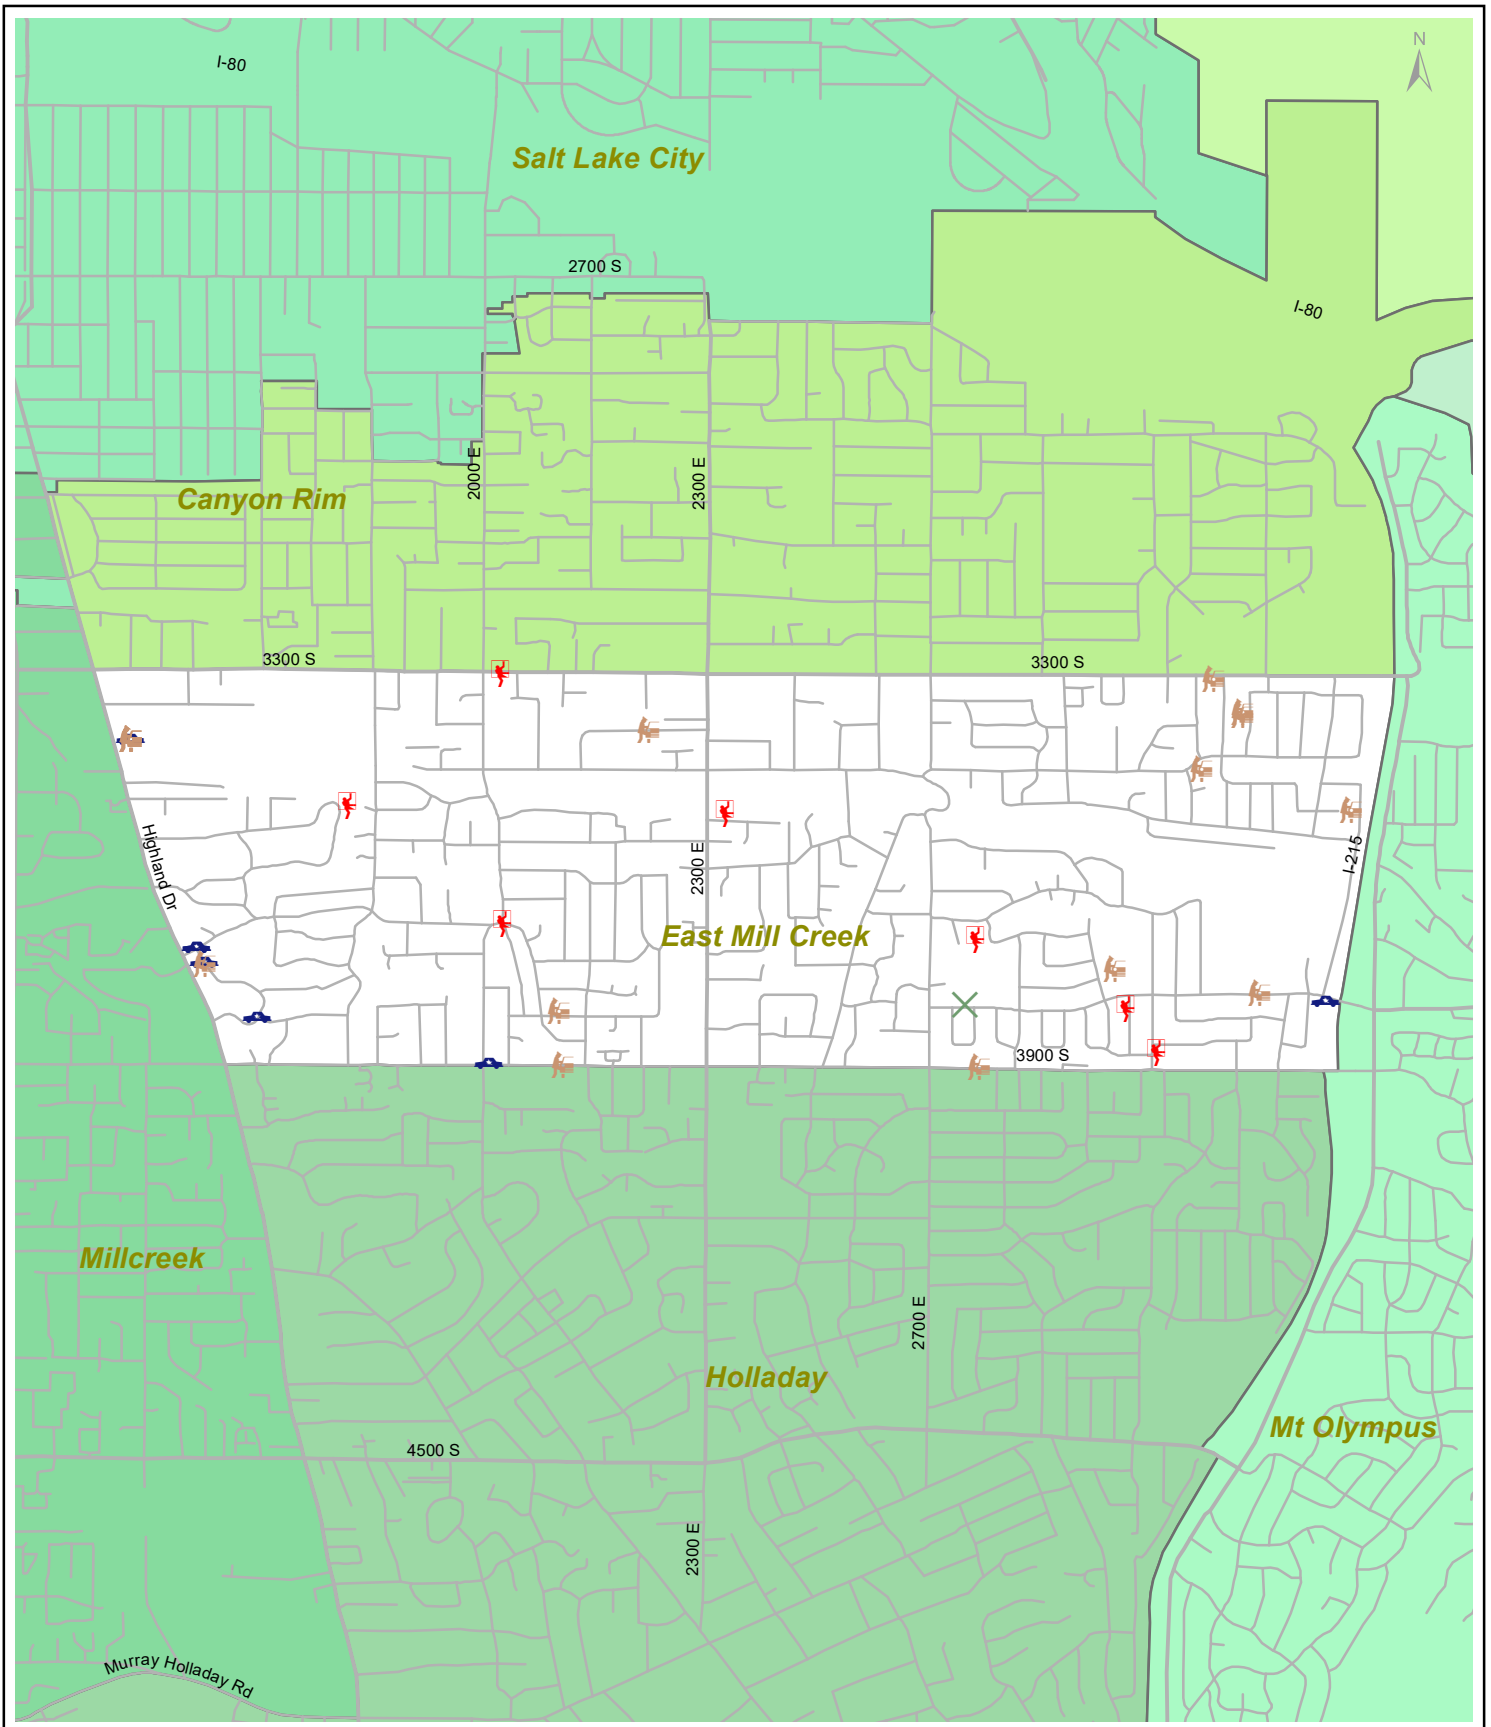 N
I-80
Salt Lake City
2700 S
I-80
2000 E
2300 E
Canyon Rim
3300 S
3300 S
Highland Dr
2300 E
I-215
East Mill Creek
3900 S
Millcreek
2700 E
Holladay
Mt Olympus
4500 S
2300 E
Murray Holladay Rd